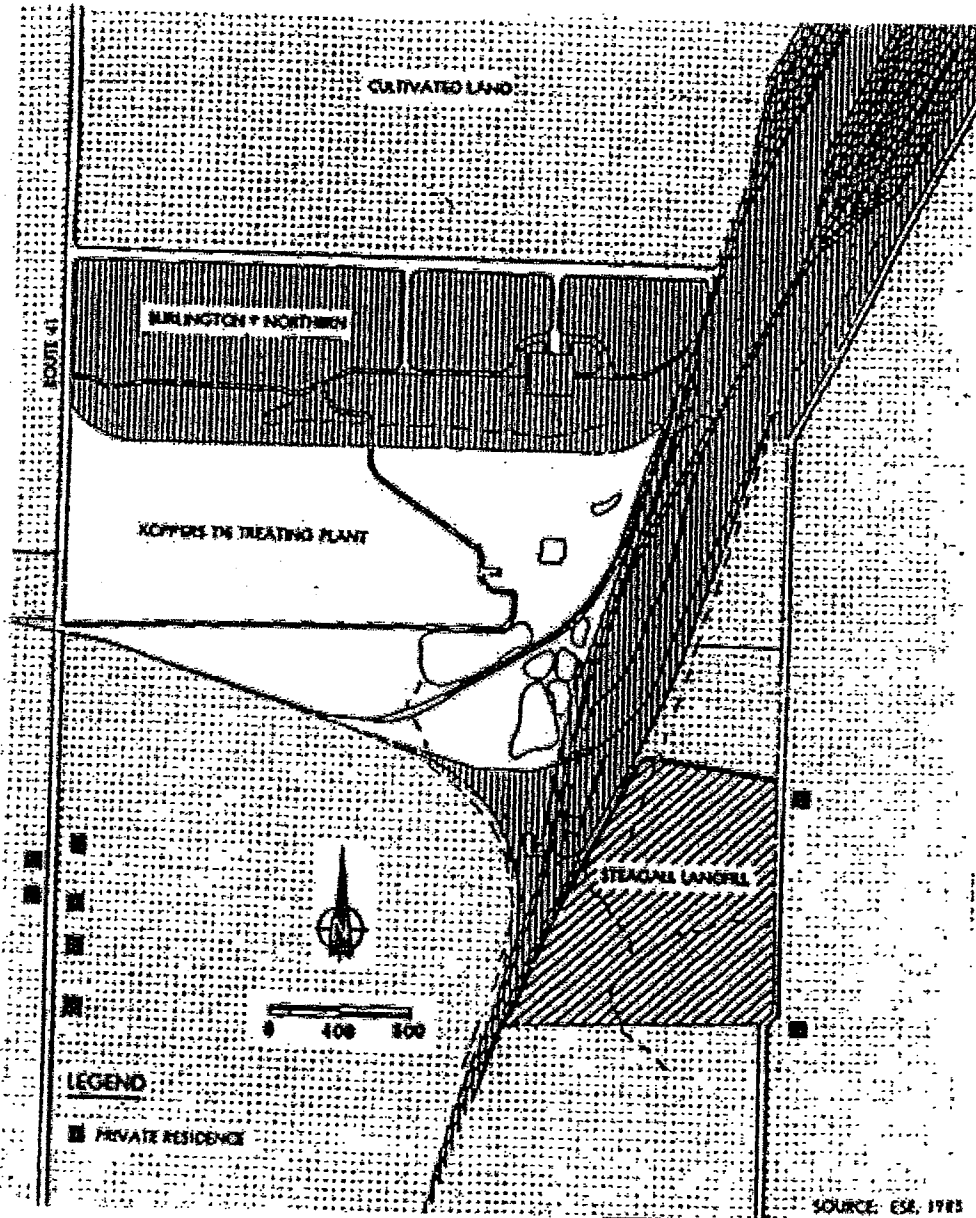 CULTIVATED LAND
BURLINGTON & NORTHERN
ROUTE 41
KOPPERS TIE TREATING PLANT
STEAGALL LANDFILL
N
0 400 800
LEGEND
PRIVATE RESIDENCE
SOURCE: ESE, 1985